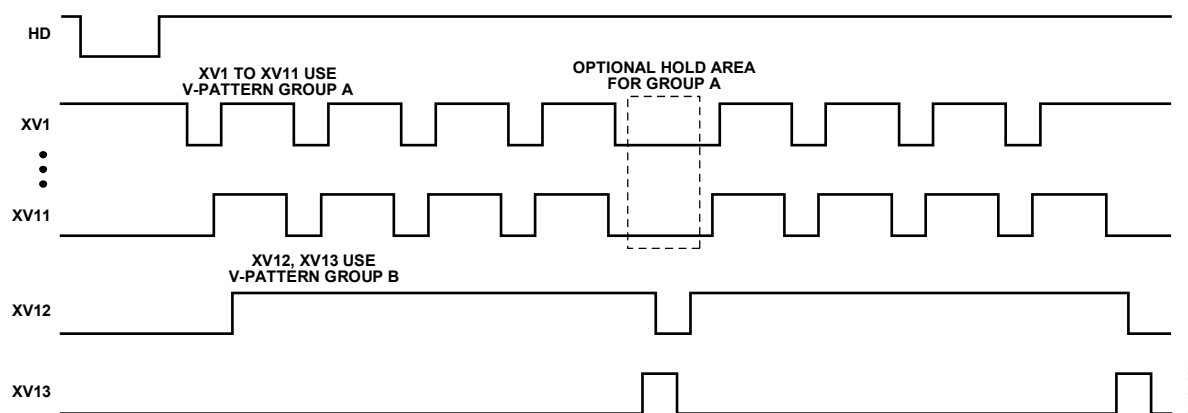 HD
XV1 TO XV11 USE
V-PATTERN GROUP A
OPTIONAL HOLD AREA
FOR GROUP A
XV1
XV11
XV12, XV13 USE
V-PATTERN GROUP B
XV12
XV13